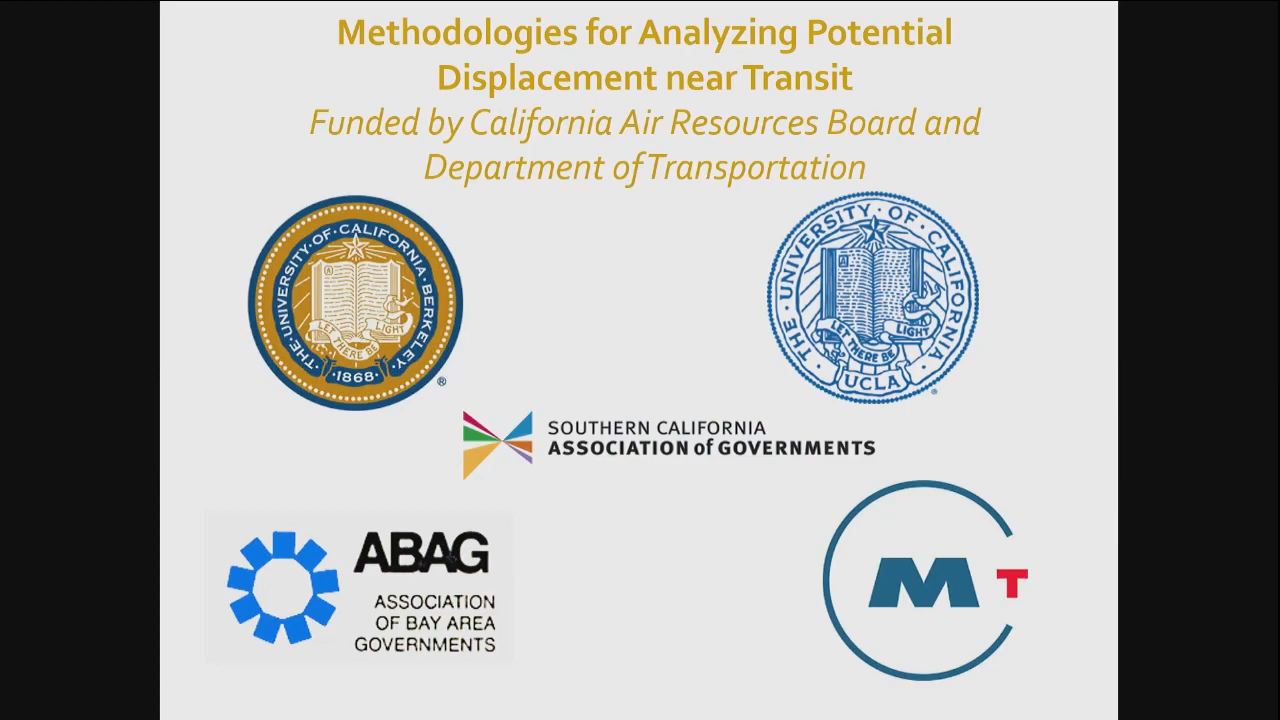 Methodologies for Analyzing Potential
Displacement near Transit
Funded by California Air Resources Board and
Department of Transportation
THE·UNIVERSITY·OF·CALIFORNIA·BERKELEY
LET THERE BE LIGHT
·1868·
®
A
THE·UNIVERSITY·OF·CALIFORNIA·
LET THERE BE LIGHT
UCLA
A
SOUTHERN CALIFORNIA
ASSOCIATION of GOVERNMENTS
ABAG
ASSOCIATION
OF BAY AREA
GOVERNMENTS
M T